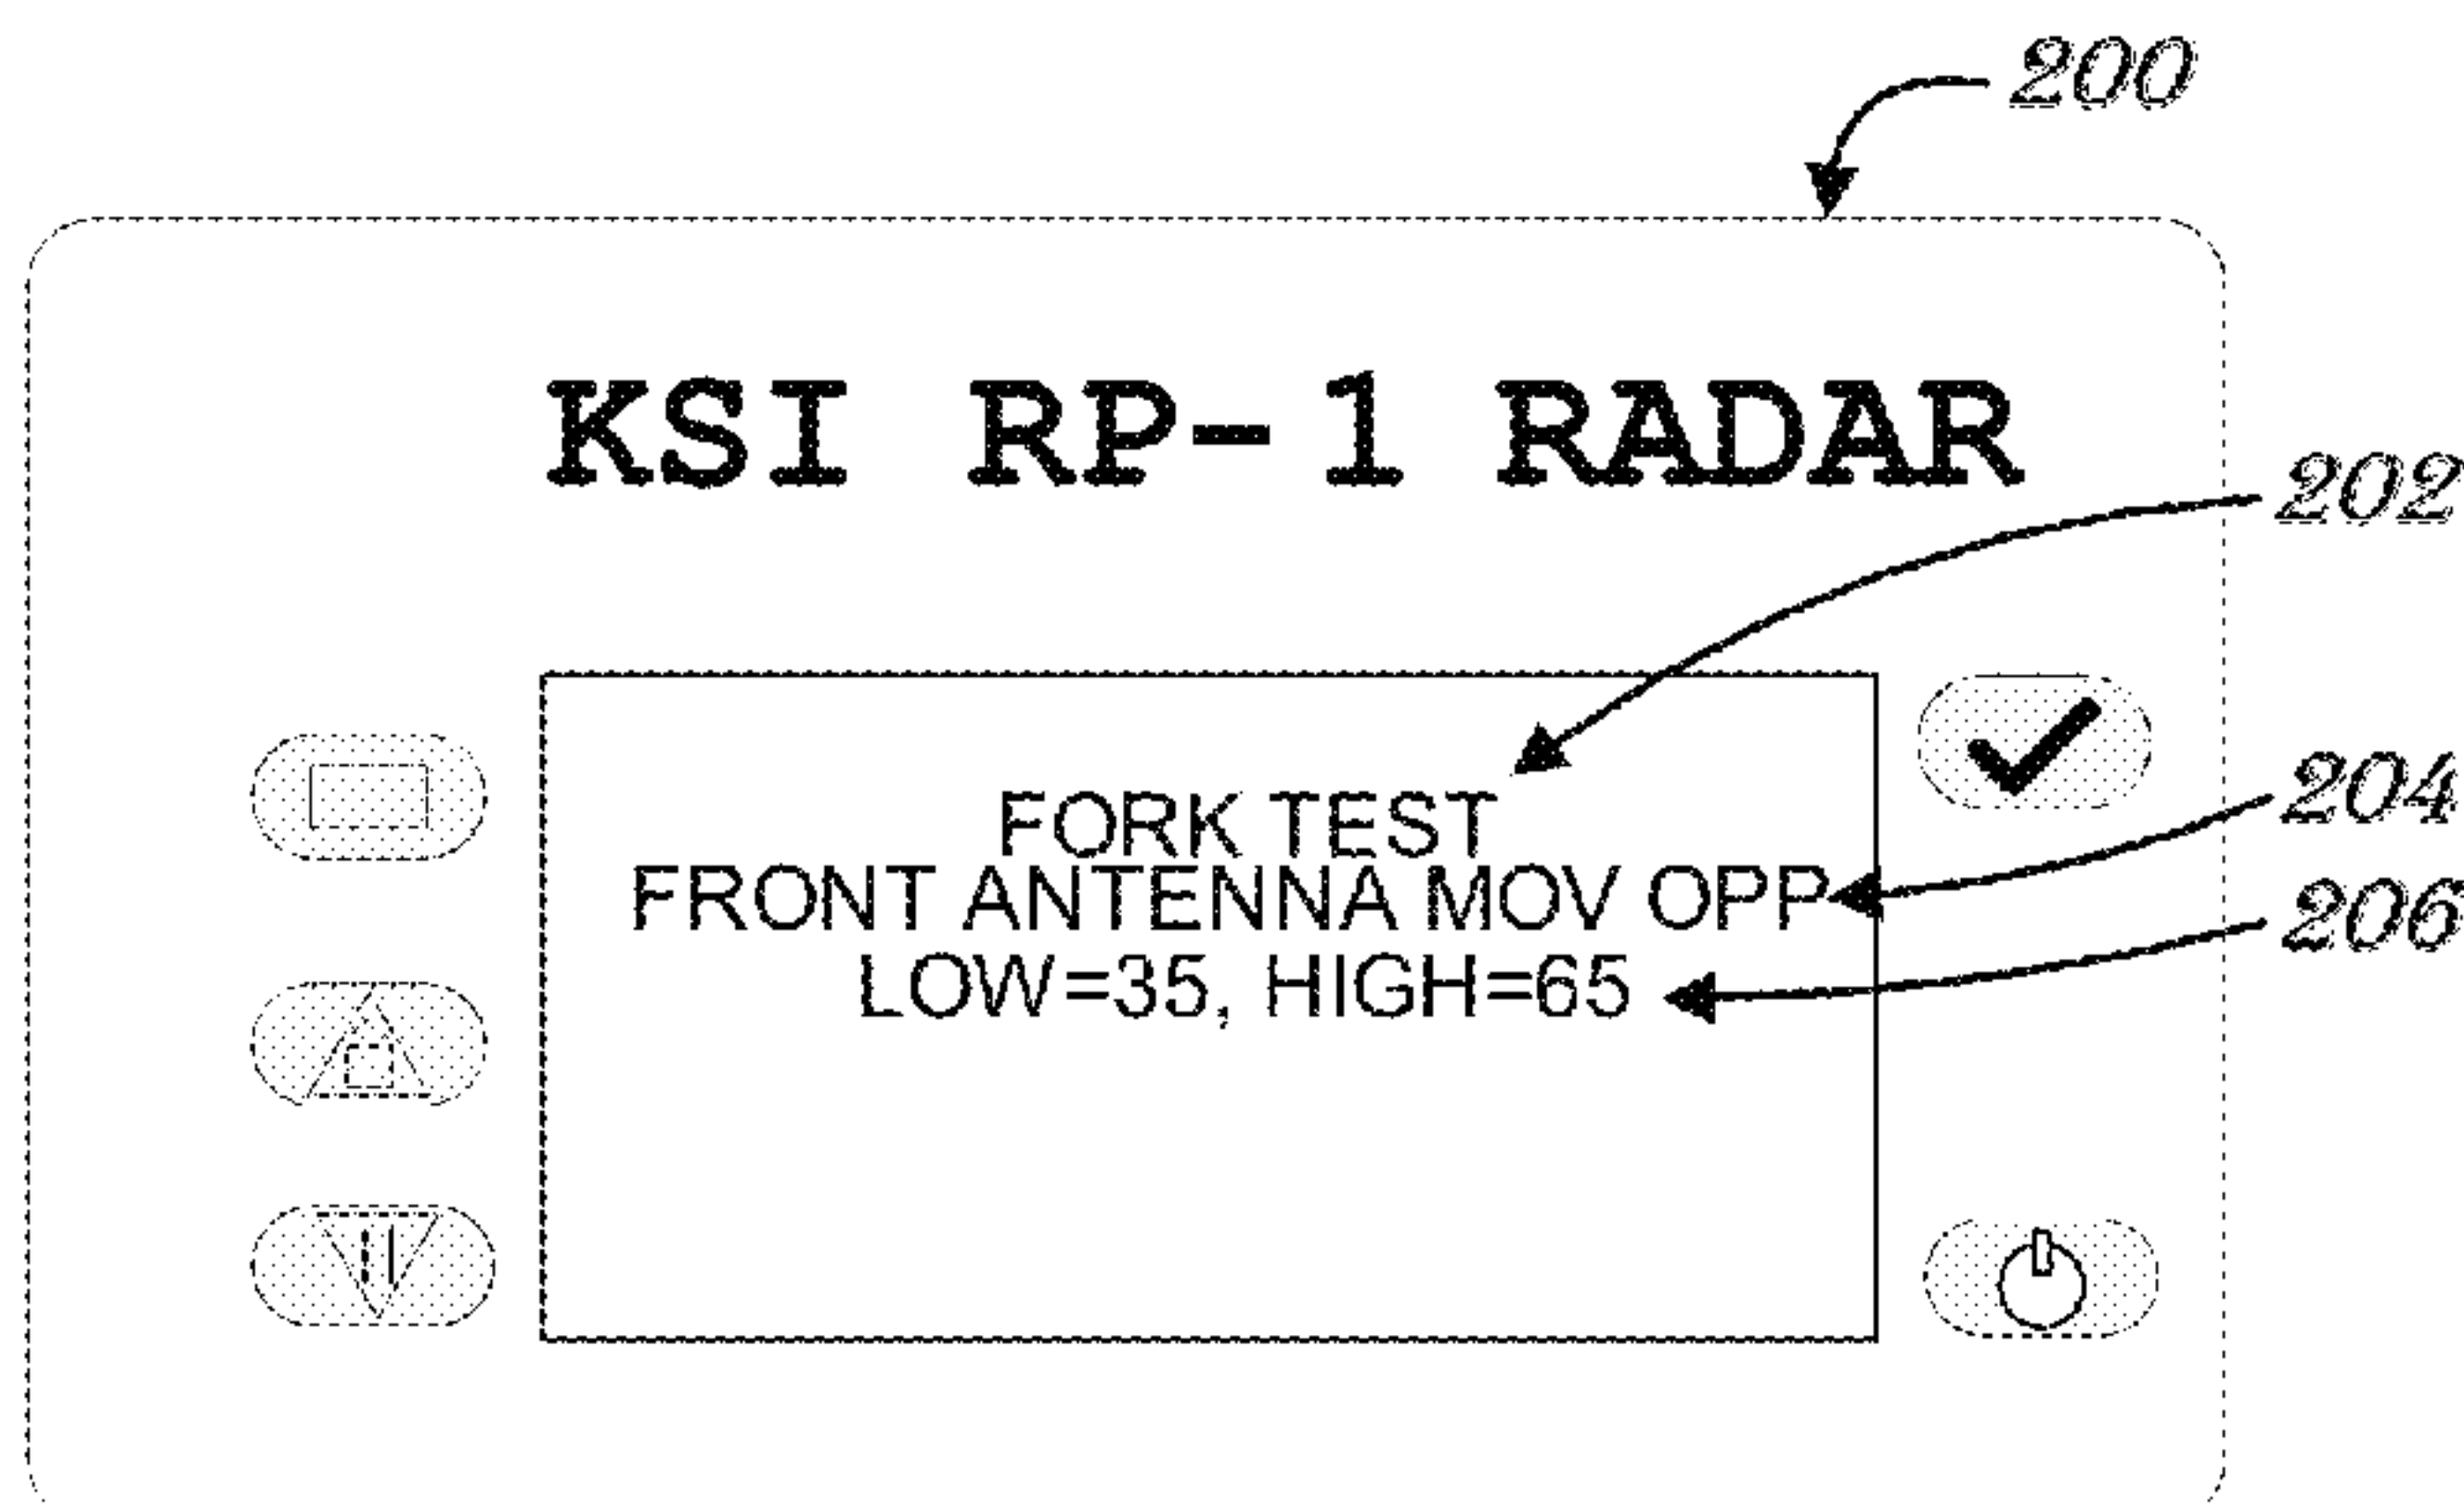 200
KSI RP-1 RADAR
202
FORK TEST
204
FRONT ANTENNA MOV OPP
206
LOW=35, HIGH=65